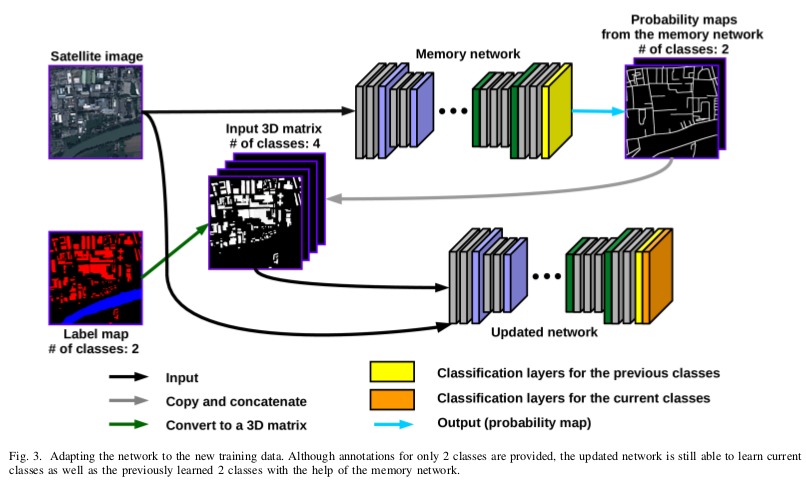 Satellite image
Memory network
Probability maps
from the memory network
# of classes: 2
Input 3D matrix
# of classes: 4
Label map
# of classes: 2
Updated network
Input
Copy and concatenate
Convert to a 3D matrix
Classification layers for the previous classes
Classification layers for the current classes
Output (probability map)
Fig. 3. Adapting the network to the new training data. Although annotations for only 2 classes are provided, the updated network is still able to learn current
classes as well as the previously learned 2 classes with the help of the memory network.